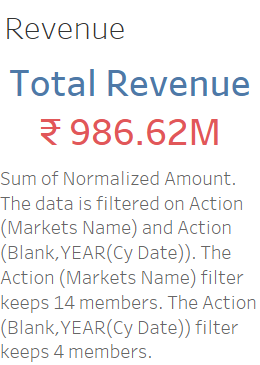 Revenue
Total Revenue
₹ 986.62M
Sum of Normalized Amount.
The data is filtered on Action
(Markets Name) and Action
(Blank,YEAR(Cy Date)). The
Action (Markets Name) filter
keeps 14 members. The Action
(Blank,YEAR(Cy Date)) filter
keeps 4 members.